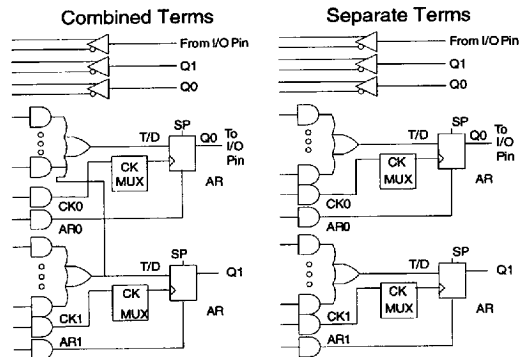 Combined Terms
From I/O Pin
Q1
Q0
SP
T/D
Q0
To
I/O
Pin
CK
MUX
AR
CK0
AR0
SP
T/D
Q1
CK
MUX
CK1
AR
AR1
Separate Terms
From I/O Pin
Q1
Q0
SP
T/D
Q0
To
I/O
Pin
CK
MUX
AR
CK0
AR0
SP
T/D
Q1
CK
MUX
CK1
AR
AR1